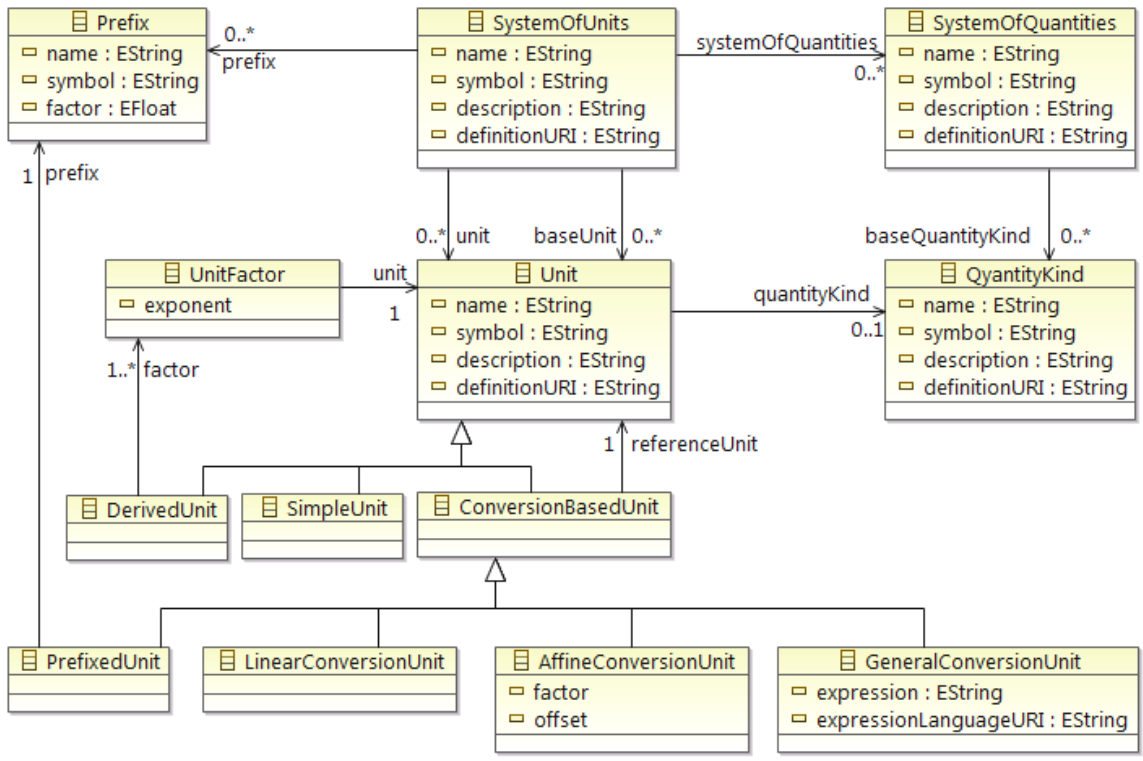 Prefix
name : EString
symbol : EString
factor : EFloat
0..*
prefix
SystemOfUnits
name : EString
symbol : EString
description : EString
definitionURI : EString
systemOfQuantities
0..*
SystemOfQuantities
name : EString
symbol : EString
description : EString
definitionURI : EString
1 prefix
0..* unit
baseUnit 0..*
baseQuantityKind 0..*
UnitFactor
exponent
unit
1
Unit
name : EString
symbol : EString
description : EString
definitionURI : EString
quantityKind
0..1
QyantityKind
name : EString
symbol : EString
description : EString
definitionURI : EString
1..* factor
1 referenceUnit
DerivedUnit
SimpleUnit
ConversionBasedUnit
PrefixedUnit
LinearConversionUnit
AffineConversionUnit
factor
offset
GeneralConversionUnit
expression : EString
expressionLanguageURI : EString